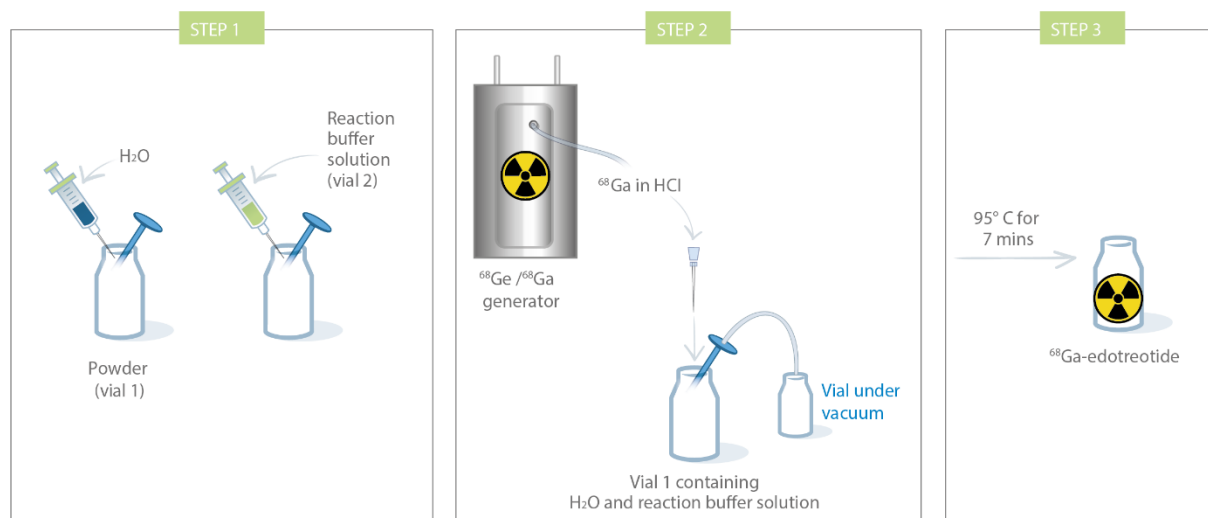 STEP 1
H₂O
Reaction
buffer
solution
(vial 2)
Powder
(vial 1)
STEP 2
⁶⁸Ga in HCl
⁶⁸Ge /⁶⁸Ga
generator
Vial under
vacuum
Vial 1 containing
H₂O and reaction buffer solution
STEP 3
95° C for
7 mins
⁶⁸Ga-edotreotide